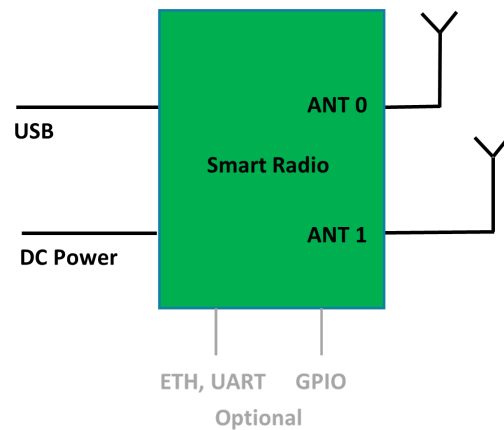 ANT 0
USB
Smart Radio
ANT 1
DC Power
ETH, UART GPIO
Optional